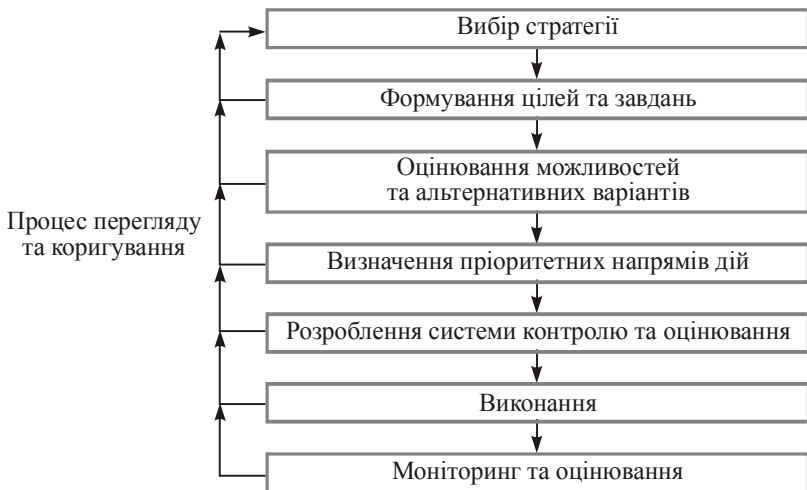 Вибір стратегії
Формування цілей та завдань
Оцінювання можливостей
та альтернативних варіантів
Процес перегляду
та коригування
Визначення пріоритетних напрямів дій
Розроблення системи контролю та оцінювання
Виконання
Моніторинг та оцінювання